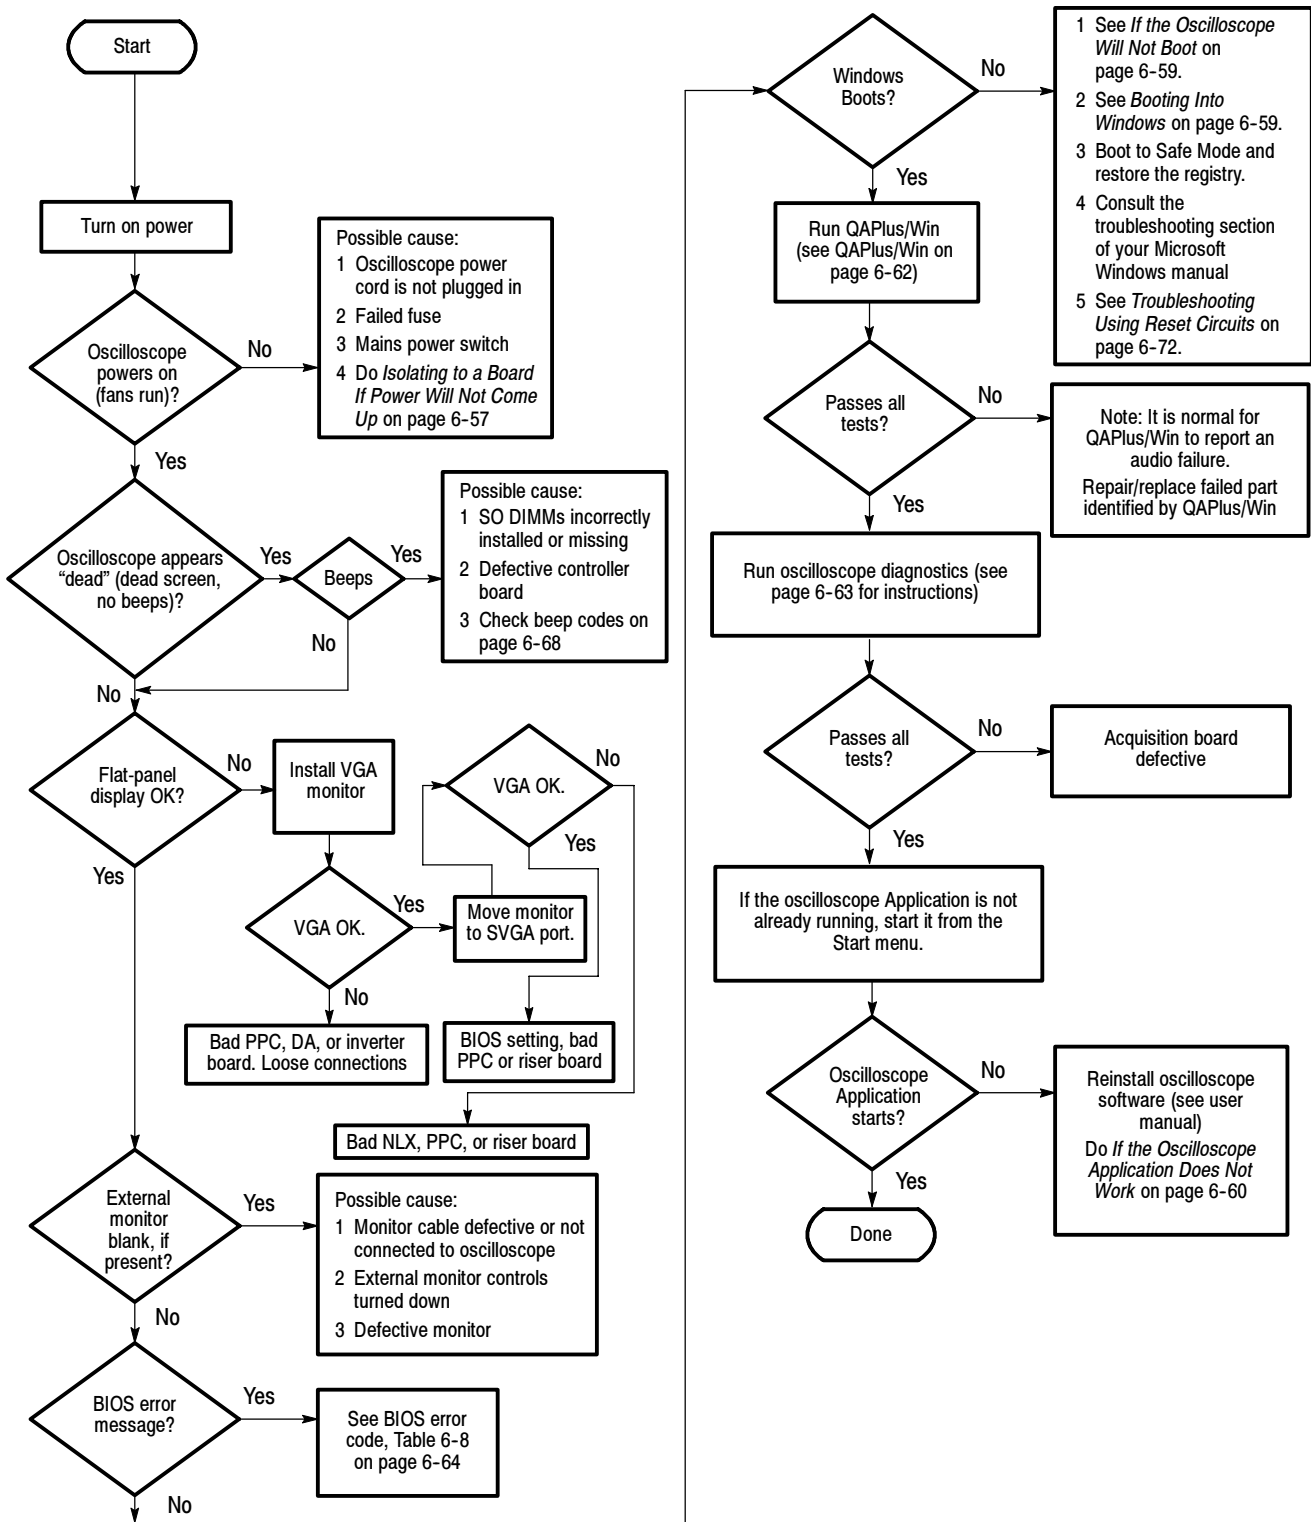 Start
Turn on power
Oscilloscope
powers on
(fans run)?
No
Possible cause:
1 Oscilloscope power
cord is not plugged in
2 Failed fuse
3 Mains power switch
4 Do Isolating to a Board
If Power Will Not Come
Up on page 6-57
Yes
Oscilloscope appears
“dead” (dead screen,
no beeps)?
Yes
Beeps
Yes
No
Possible cause:
1 SO DIMMs incorrectly
installed or missing
2 Defective controller
board
3 Check beep codes on
page 6-68
No
Flat-panel
display OK?
No
Install VGA
monitor
Yes
VGA OK.
Yes
Move monitor
to SVGA port.
No
Bad PPC, DA, or inverter
board. Loose connections
VGA OK.
No
Yes
BIOS setting, bad
PPC or riser board
Bad NLX, PPC, or riser board
External
monitor
blank, if
present?
Yes
Possible cause:
1 Monitor cable defective or not
connected to oscilloscope
2 External monitor controls
turned down
3 Defective monitor
No
BIOS error
message?
Yes
See BIOS error
code, Table 6-8
on page 6-64
No
Windows
Boots?
No
1 See If the Oscilloscope
Will Not Boot on
page 6-59.
2 See Booting Into
Windows on page 6-59.
3 Boot to Safe Mode and
restore the registry.
4 Consult the
troubleshooting section
of your Microsoft
Windows manual
5 See Troubleshooting
Using Reset Circuits on
page 6-72.
Yes
Run QAPlus/Win
(see QAPlus/Win on
page 6-62)
Passes all
tests?
No
Note: It is normal for
QAPlus/Win to report an
audio failure.
Repair/replace failed part
identified by QAPlus/Win
Yes
Run oscilloscope diagnostics (see
page 6-63 for instructions)
Passes all
tests?
No
Acquisition board
defective
Yes
If the oscilloscope Application is not
already running, start it from the
Start menu.
Oscilloscope
Application
starts?
No
Reinstall oscilloscope
software (see user
manual)
Do If the Oscilloscope
Application Does Not
Work on page 6-60
Yes
Done